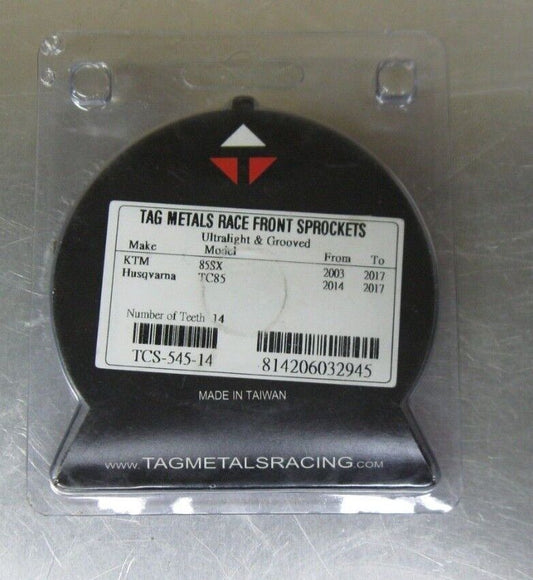 TAG METALS RACE FRONT SPROCKETS
Ultralight & Grooved
Make Model From To
KTM 85SX 2003 2017
Husqvarna TC85 2014 2017
Number of Teeth 14
TCS-545-14 814206032945
MADE IN TAIWAN
www.TAGMETALSRACING.COM